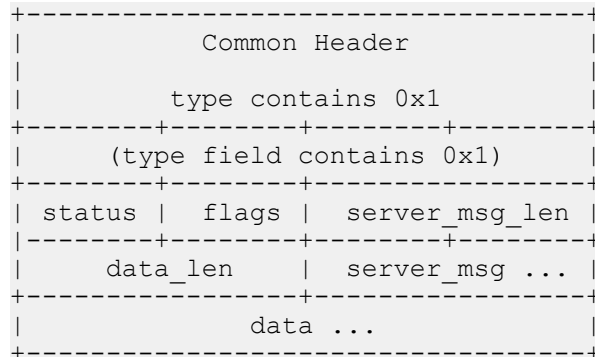 +--------------------------------------+
| Common Header |
| |
| type contains 0x1 |
+--------+--------+--------+--------+
| (type field contains 0x1) |
+--------+--------+-----------------+
| status | flags | server_msg_len |
|--------+--------+--------+--------+
| data_len | server_msg ... |
+-----------------+-----------------+
| data ... |
+--------------------------------------+